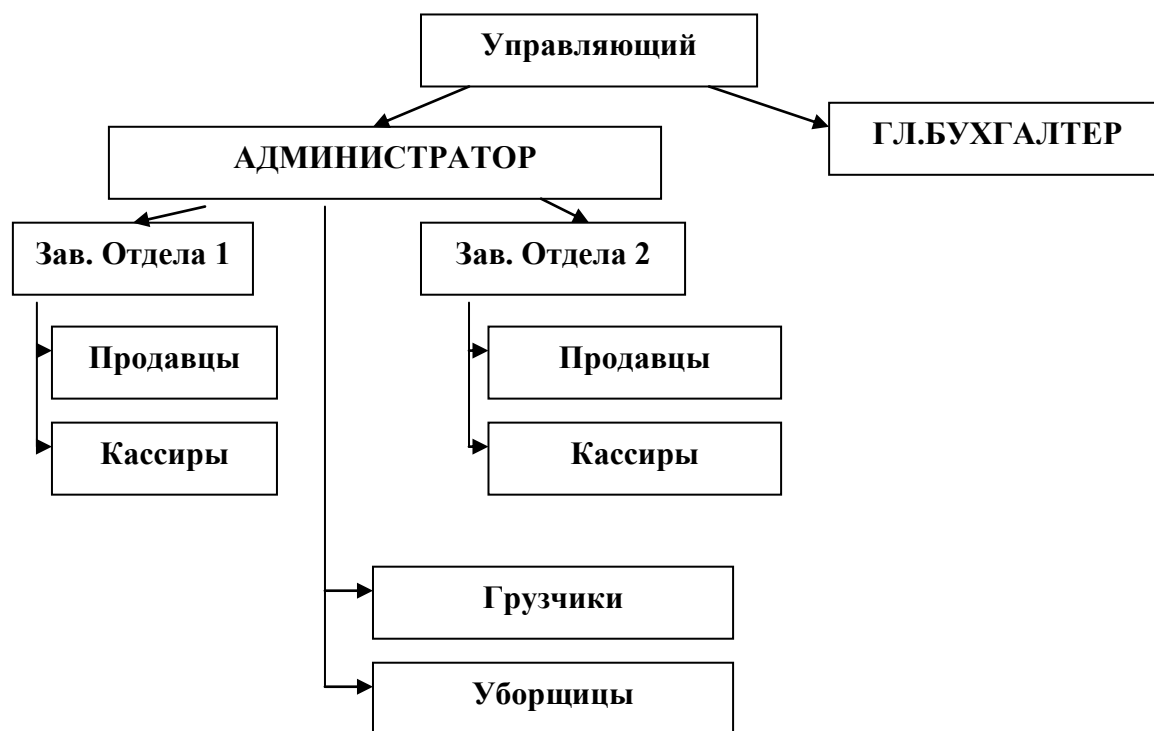 Управляющий
ГЛ.БУХГАЛТЕР
АДМИНИСТРАТОР
Зав. Отдела 1
Зав. Отдела 2
Продавцы
Продавцы
Кассиры
Кассиры
Грузчики
Уборщицы